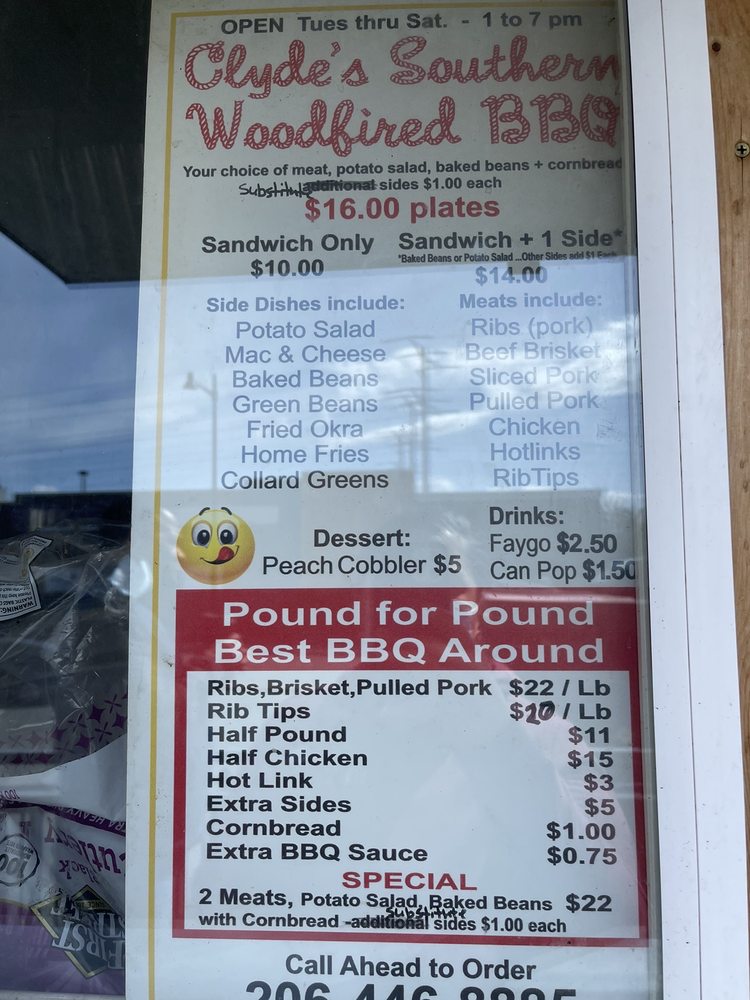 OPEN Tues thru Sat. - 1 to 7 pm
Clyde's Southern
Woodfired BBQ
Your choice of meat, potato salad, baked beans + cornbread
Substitute additional sides $1.00 each
$16.00 plates
Sandwich Only
$10.00
Sandwich + 1 Side*
*Baked Beans or Potato Salad ...Other Sides add $1 Each
$14.00
Side Dishes include:
Potato Salad
Mac & Cheese
Baked Beans
Green Beans
Fried Okra
Home Fries
Collard Greens
Meats include:
Ribs (pork)
Beef Brisket
Sliced Pork
Pulled Pork
Chicken
Hotlinks
RibTips
Dessert:
Peach Cobbler $5
Drinks:
Faygo $2.50
Can Pop $1.50
Pound for Pound
Best BBQ Around
Ribs,Brisket,Pulled Pork $22 / Lb
Rib Tips / Lb
Half Pound $11
Half Chicken $15
Hot Link $3
Extra Sides $5
Cornbread $1.00
Extra BBQ Sauce $0.75
SPECIAL
2 Meats, Potato Salad, Baked Beans $22
substitute
with Cornbread -additional sides $1.00 each
Call Ahead to Order
206 446
WARNING:
FIRST